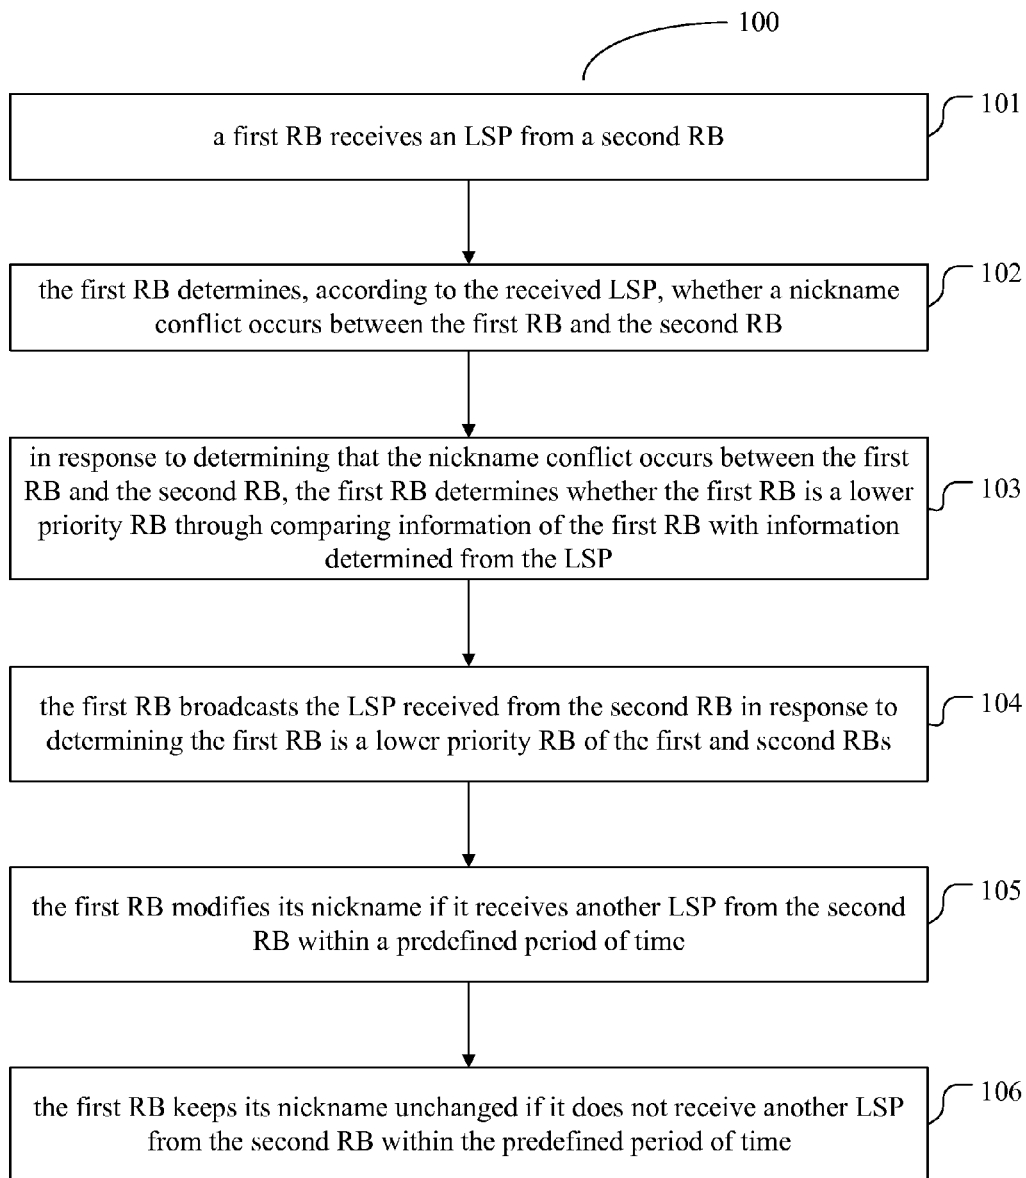 100
a first RB receives an LSP from a second RB
101
the first RB determines, according to the received LSP, whether a nickname
conflict occurs between the first RB and the second RB
102
in response to determining that the nickname conflict occurs between the first
RB and the second RB, the first RB determines whether the first RB is a lower
priority RB through comparing information of the first RB with information
determined from the LSP
103
the first RB broadcasts the LSP received from the second RB in response to
determining the first RB is a lower priority RB of the first and second RBs
104
the first RB modifies its nickname if it receives another LSP from the second
RB within a predefined period of time
105
the first RB keeps its nickname unchanged if it does not receive another LSP
from the second RB within the predefined period of time
106